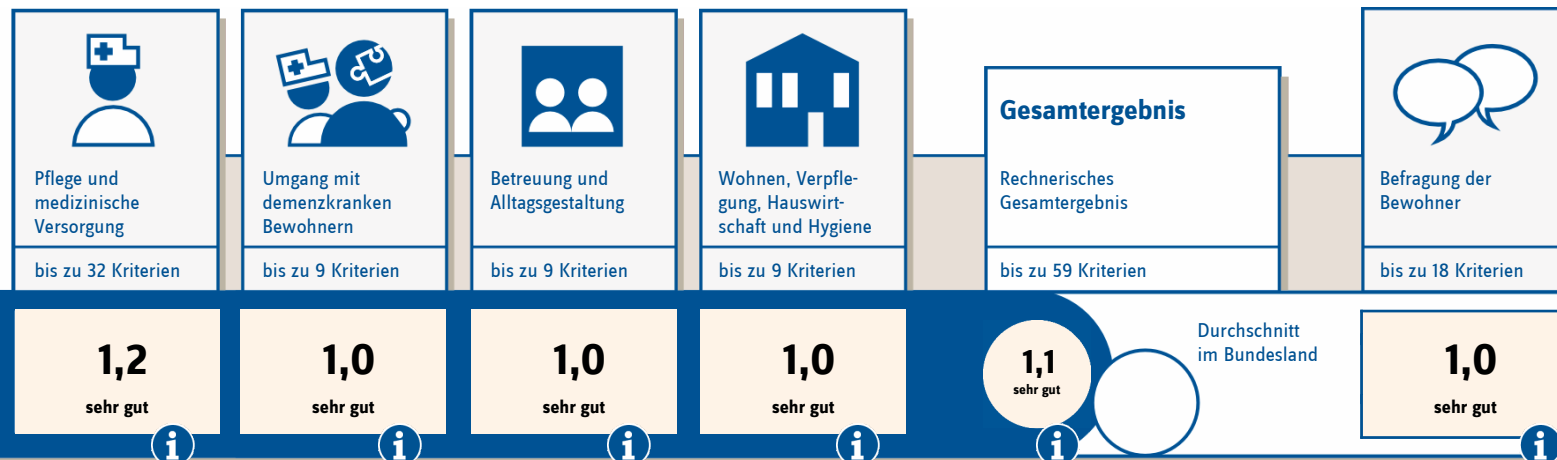 Pflege und
medizinische
Versorgung
bis zu 32 Kriterien
1,2
sehr gut
i
Umgang mit
demenzkranken
Bewohnern
bis zu 9 Kriterien
1,0
sehr gut
i
Betreuung und
Alltagsgestaltung
bis zu 9 Kriterien
1,0
sehr gut
i
Wohnen, Verpfle-
gung, Hauswirt-
schaft und Hygiene
bis zu 9 Kriterien
1,0
sehr gut
i
Gesamtergebnis
Rechnerisches
Gesamtergebnis
bis zu 59 Kriterien
1,1
sehr gut
i
Durchschnitt
im Bundesland
Befragung der
Bewohner
bis zu 18 Kriterien
1,0
sehr gut
i